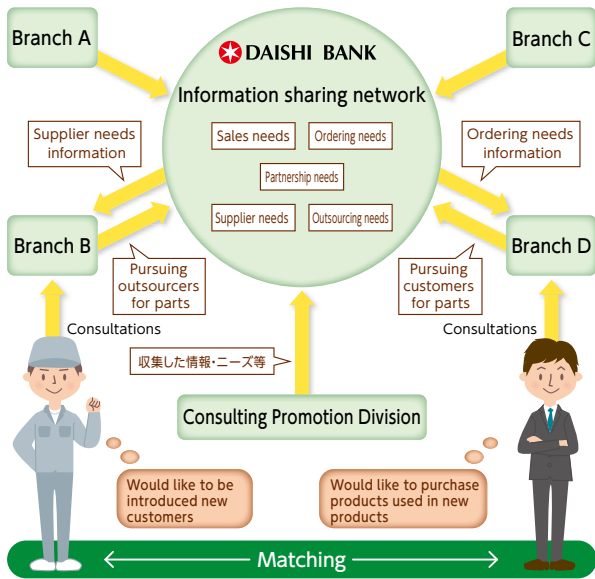 Branch A
Branch C
DAISHI BANK
Information sharing network
Sales needs
Ordering needs
Partnership needs
Supplier needs
Outsourcing needs
Supplier needs
information
Ordering needs
information
Branch B
Branch D
Pursuing
outsourcers
for parts
Pursuing
customers
for parts
Consultations
Consultations
収集した情報・ニーズ等
Consulting Promotion Division
Would like to be
introduced new
customers
Would like to purchase
products used in new
products
Matching